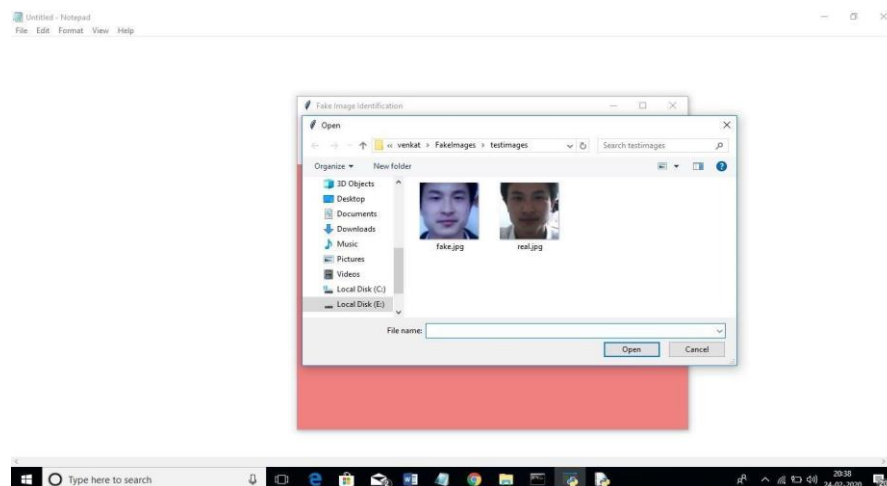 Untitled - Notepad
File Edit Format View Help
Fake Image Identification
Open
« venkat › FakeImages › testimages
Search testimages
Organize
New folder
3D Objects
Desktop
Documents
Downloads
Music
Pictures
Videos
Local Disk (C:)
Local Disk (E:)
fake.jpg
real.jpg
File name:
Open
Cancel
Type here to search
20:38
24-02-2020